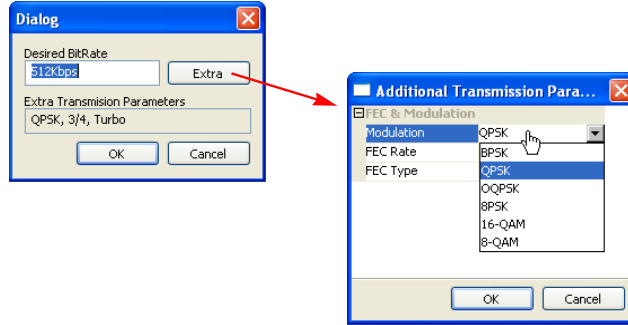 Dialog
Desired BitRate
512Kbps
Extra
Extra Transmision Parameters
QPSK, 3/4, Turbo
OK Cancel
Additional Transmission Para...
FEC & Modulation
Modulation QPSK
FEC Rate
FEC Type
BPSK
QPSK
OQPSK
8PSK
16-QAM
8-QAM
OK Cancel